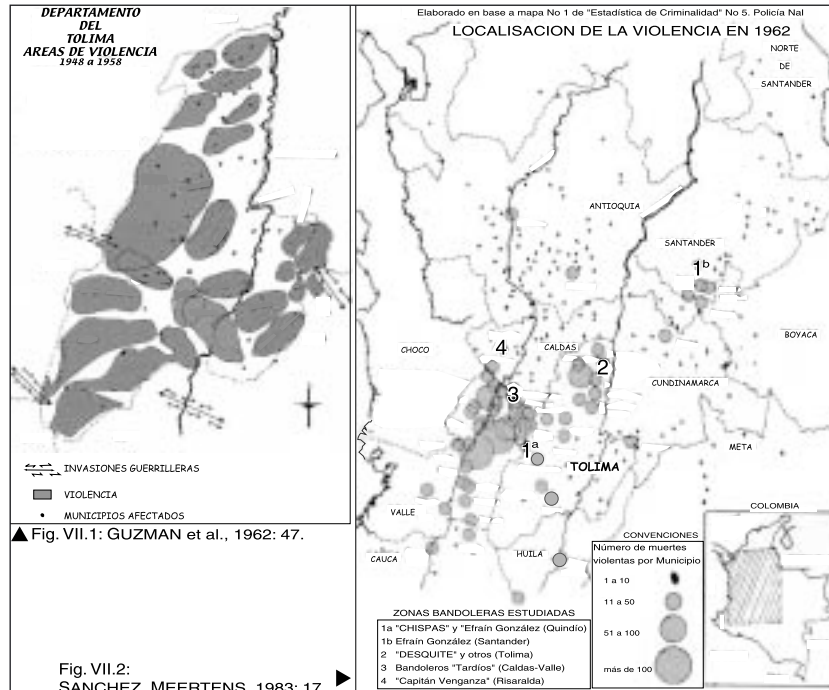 DEPARTAMENTO
DEL
TOLIMA
AREAS DE VIOLENCIA
1948 a 1958
INVASIONES GUERRILLERAS
VIOLENCIA
MUNICIPIOS AFECTADOS
Fig. VII.1: GUZMAN et al., 1962: 47.
Fig. VII.2:
SANCHEZ, MEERTENS, 1983: 17.
Elaborado en base a mapa No 1 de "Estadística de Criminalidad" No 5. Policía Nal
LOCALISACION DE LA VIOLENCIA EN 1962
NORTE
DE
SANTANDER
ANTIOQUIA
SANTANDER
1b
BOYACA
CHOCO
4
CALDAS
2
CUNDINAMARCA
3
1a
META
TOLIMA
VALLE
HUILA
CAUCA
COLOMBIA
ZONAS BANDOLERAS ESTUDIADAS
1a "CHISPAS" y "Efraín González (Quindío)
1b Efraín González (Santander)
2 "DESQUITE" y otros (Tolima)
3 Bandoleros "Tardíos" (Caldas-Valle)
4 "Capitán Venganza" (Risaralda)
CONVENCIONES
Número de muertes
violentas por Municipio
1 a 10
11 a 50
51 a 100
más de 100